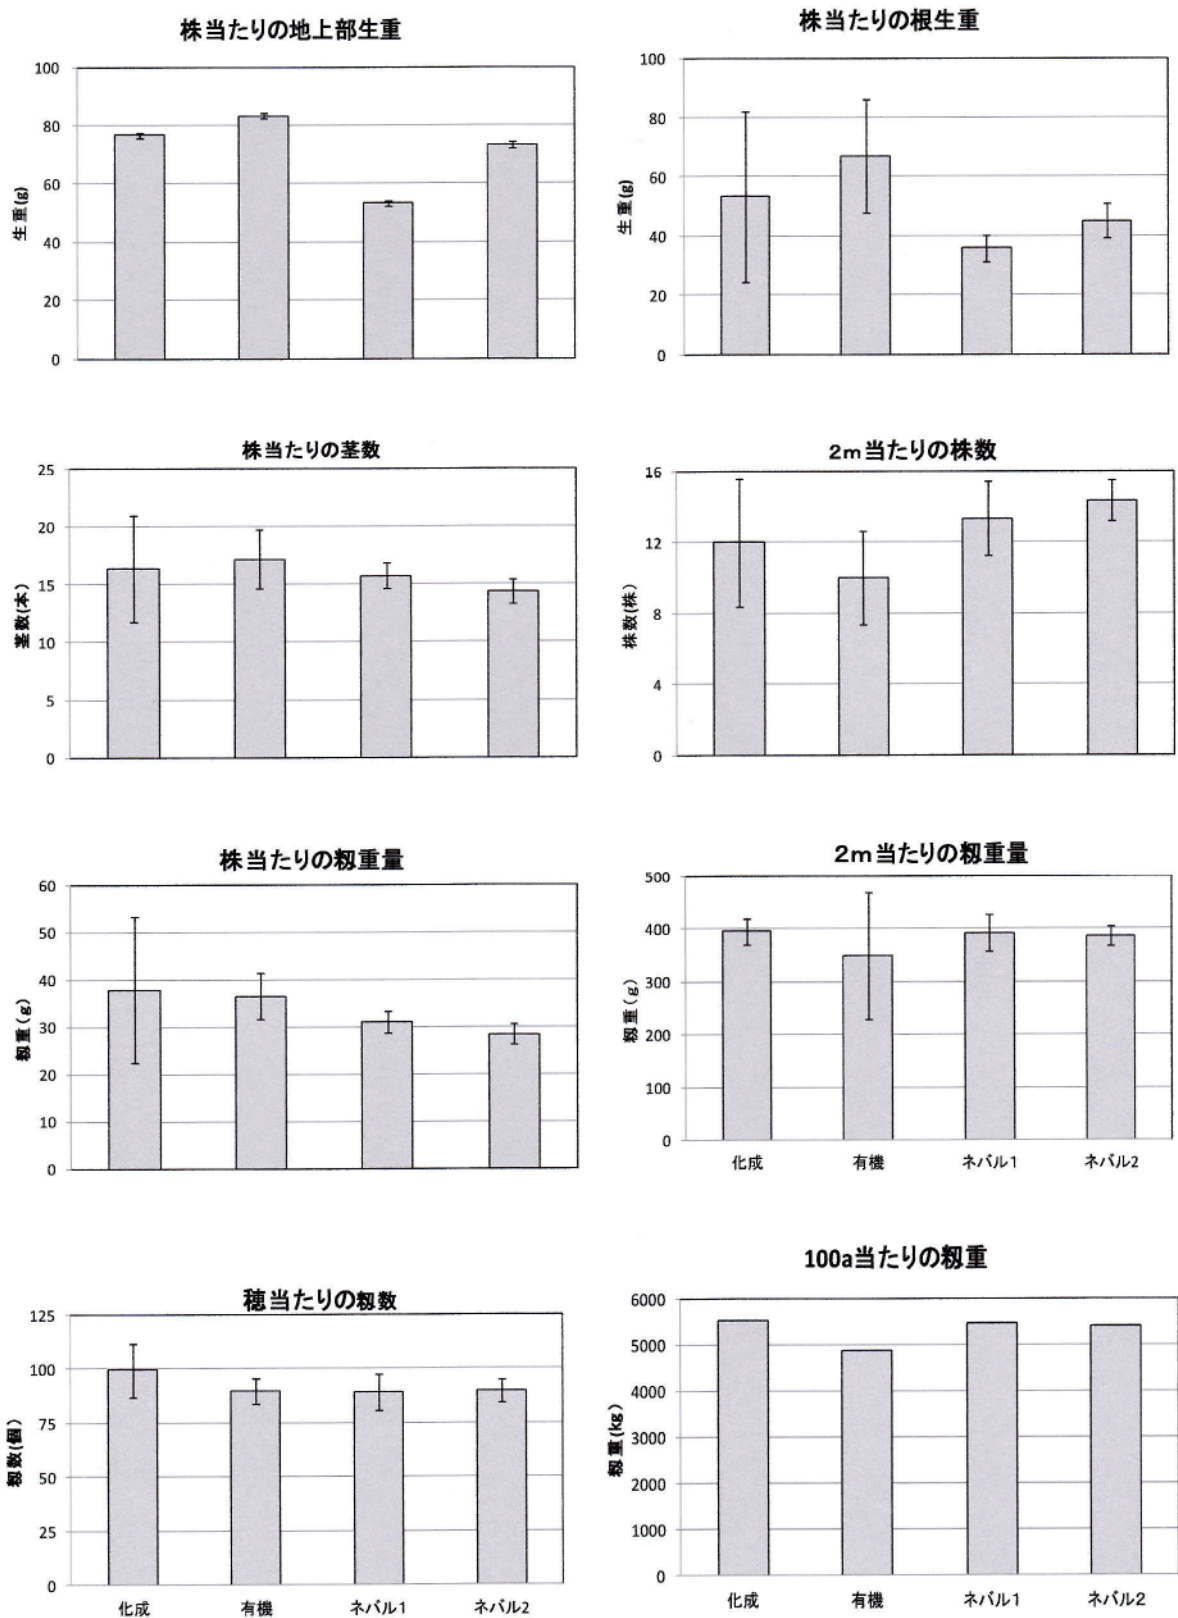 株当たりの地上部生重
100
80
60
40
20
0
生重(g)
株当たりの根生重
100
80
60
40
20
0
生重(g)
株当たりの茎数
25
20
15
10
5
0
茎数(本)
2m当たりの株数
16
12
8
4
0
株数(株)
株当たりの籾重量
60
50
40
30
20
10
0
籾重(g)
2m当たりの籾重量
500
400
300
200
100
0
籾重(g)
化成 有機 ネバル1 ネバル2
穂当たりの籾数
125
100
75
50
25
0
籾数(個)
化成 有機 ネバル1 ネバル2
100a当たりの籾重
6000
5000
4000
3000
2000
1000
0
籾重(kg)
化成 有機 ネバル1 ネバル2